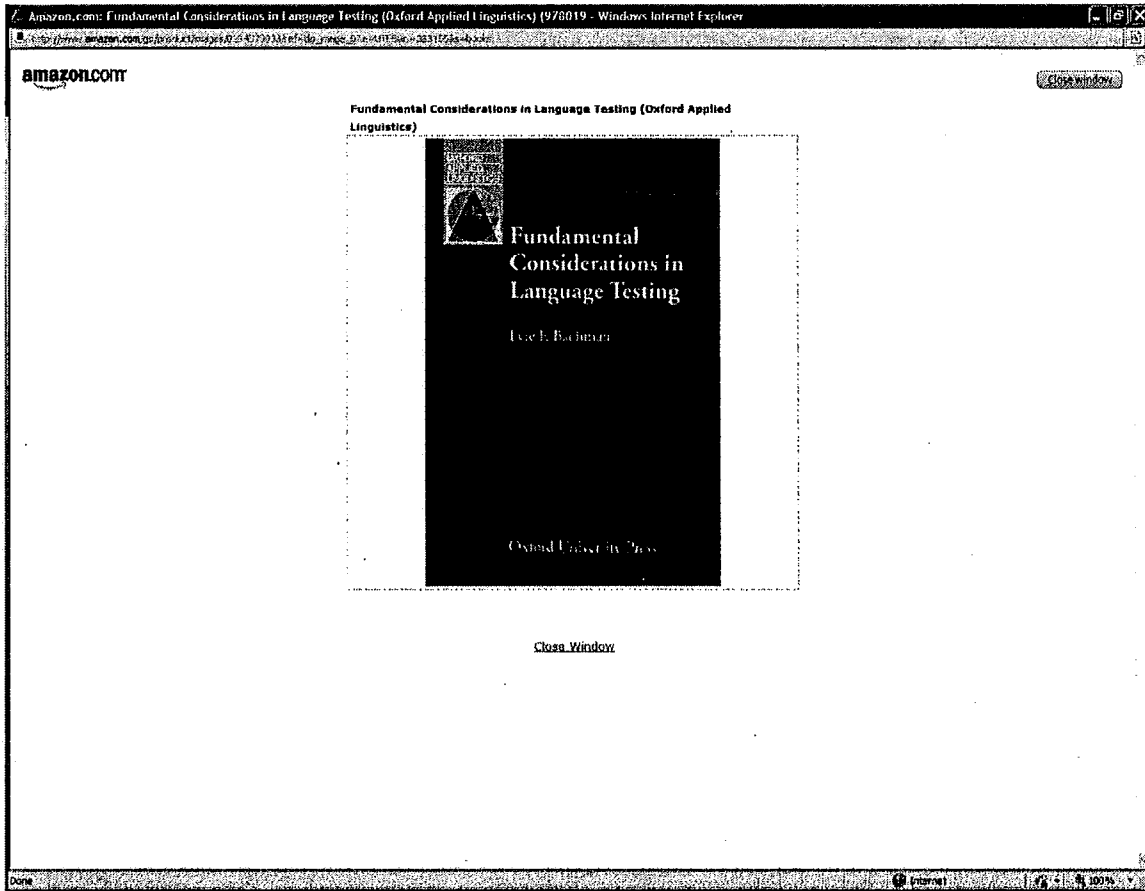 Amazon.com: Fundamental Considerations in Language Testing (Oxford Applied Linguistics) (978019 - Windows Internet Explorer
amazon.com
Close window
Fundamental Considerations in Language Testing (Oxford Applied
Linguistics)
Fundamental
Considerations in
Language Testing
Bachman
Oxford University Press
Close Window
Done
Internet
100%